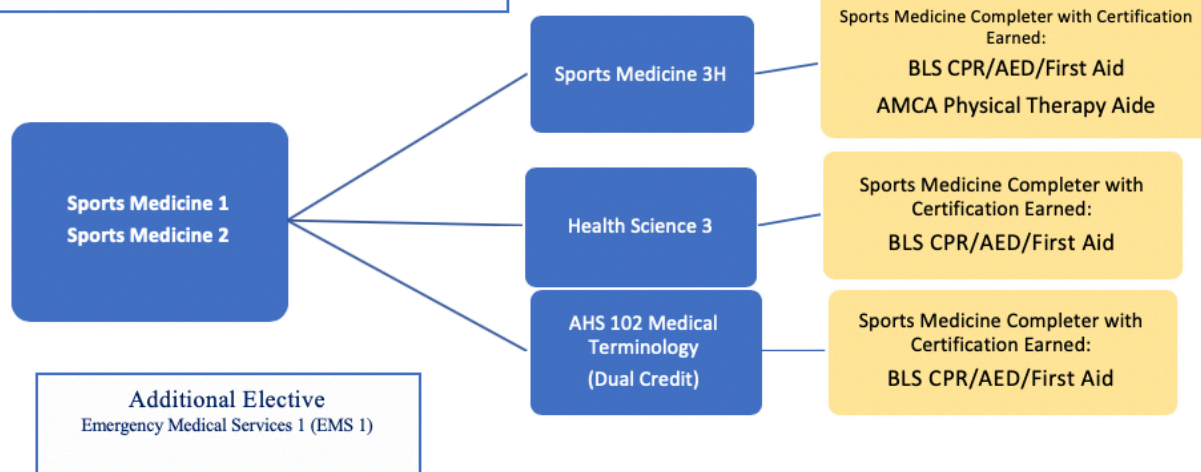 Sports Medicine 1
Sports Medicine 2
Sports Medicine 3H
Sports Medicine Completer with Certification
Earned:
BLS CPR/AED/First Aid
AMCA Physical Therapy Aide
Health Science 3
Sports Medicine Completer with
Certification Earned:
BLS CPR/AED/First Aid
AHS 102 Medical
Terminology
(Dual Credit)
Sports Medicine Completer with
Certification Earned:
BLS CPR/AED/First Aid
Additional Elective
Emergency Medical Services 1 (EMS 1)